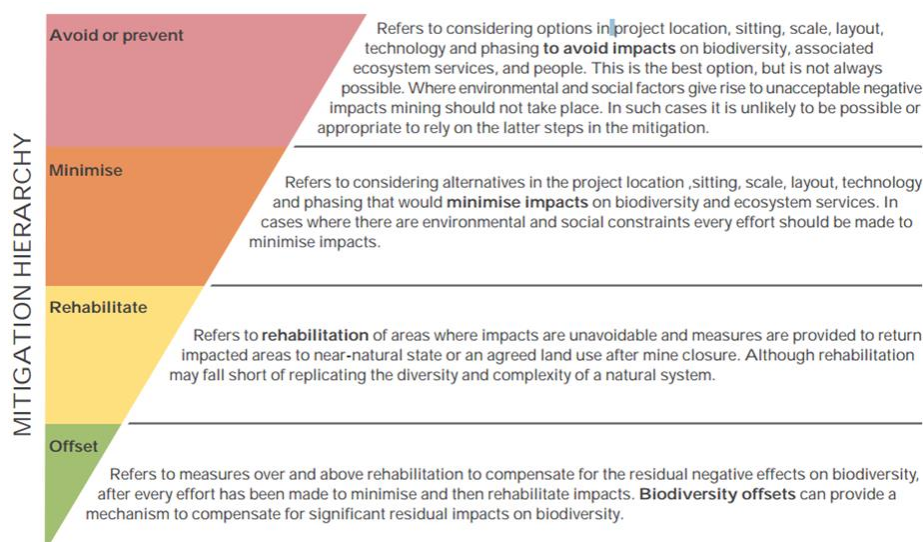 MITIGATION HIERARCHY
Avoid or prevent
Refers to considering options in project location, sitting, scale, layout,
technology and phasing to avoid impacts on biodiversity, associated
ecosystem services, and people. This is the best option, but is not always
possible. Where environmental and social factors give rise to unacceptable negative
impacts mining should not take place. In such cases it is unlikely to be possible or
appropriate to rely on the latter steps in the mitigation.
Minimise
Refers to considering alternatives in the project location ,sitting, scale, layout, technology
and phasing that would minimise impacts on biodiversity and ecosystem services. In
cases where there are environmental and social constraints every effort should be made to
minimise impacts.
Rehabilitate
Refers to rehabilitation of areas where impacts are unavoidable and measures are provided to return
impacted areas to near-natural state or an agreed land use after mine closure. Although rehabilitation
may fall short of replicating the diversity and complexity of a natural system.
Offset
Refers to measures over and above rehabilitation to compensate for the residual negative effects on biodiversity,
after every effort has been made to minimise and then rehabilitate impacts. Biodiversity offsets can provide a
mechanism to compensate for significant residual impacts on biodiversity.